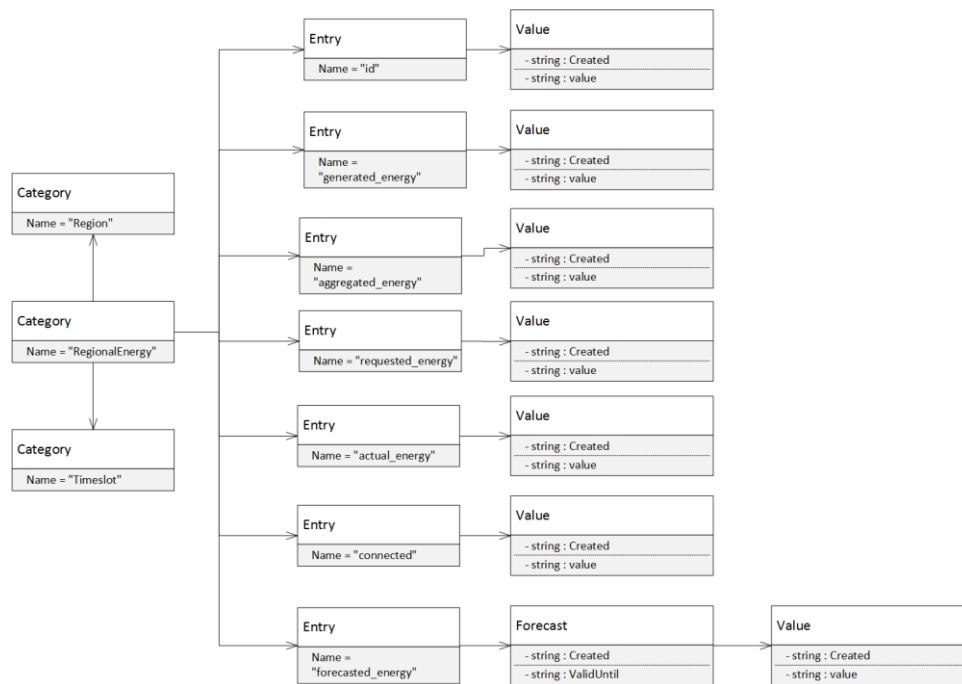 Entry
Name = "id"
Value
- string : Created
- string : value
Entry
Name =
"generated_energy"
Value
- string : Created
- string : value
Category
Name = "Region"
Entry
Name =
"aggregated_energy"
Value
- string : Created
- string : value
Category
Name = "RegionalEnergy"
Entry
Name = "requested_energy"
Value
- string : Created
- string : value
Category
Name = "Timeslot"
Entry
Name = "actual_energy"
Value
- string : Created
- string : value
Entry
Name = "connected"
Value
- string : Created
- string : value
Entry
Name =
"forecasted_energy"
Forecast
- string : Created
- string : ValidUntil
Value
- string : Created
- string : value